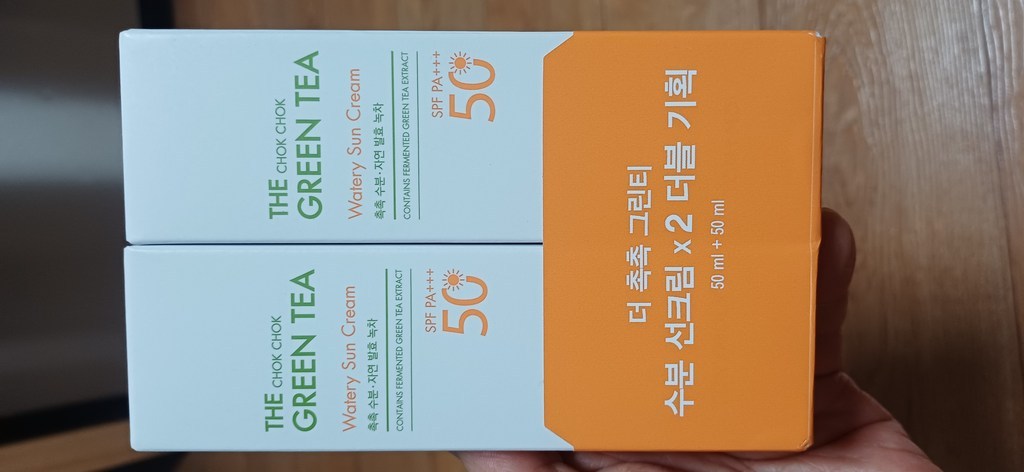 THE CHOK CHOK
GREEN TEA
Watery Sun Cream
촉촉 수분·자연 발효 녹차
CONTAINS FERMENTED GREEN TEA EXTRACT
SPF PA+++
50
THE CHOK CHOK
GREEN TEA
Watery Sun Cream
촉촉 수분·자연 발효 녹차
CONTAINS FERMENTED GREEN TEA EXTRACT
SPF PA+++
50
더 촉촉 그린티
수분 선크림 x 2 더블 기획
50 ml + 50 ml